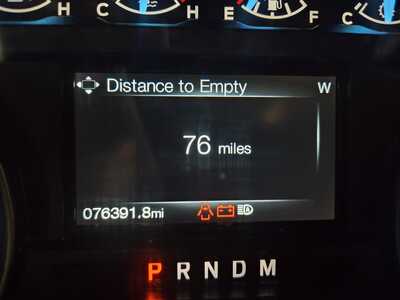 H C H E F C
Distance to Empty W
76 miles
076391.8mi
P R N D M